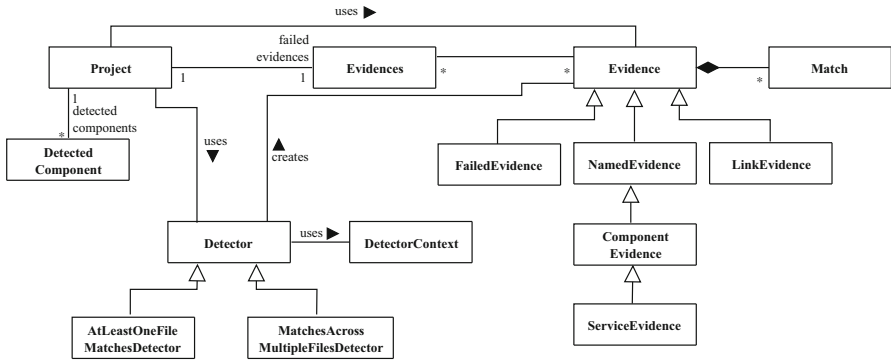 uses ▶
Project
failed
evidences
Evidences
Evidence
Match
1
1
*
*
*
1
detected
components
*
Detected
Component
uses
▼
▲
creates
FailedEvidence
NamedEvidence
LinkEvidence
Detector
uses ▶
DetectorContext
Component
Evidence
AtLeastOneFile
MatchesDetector
MatchesAcross
MultipleFilesDetector
ServiceEvidence